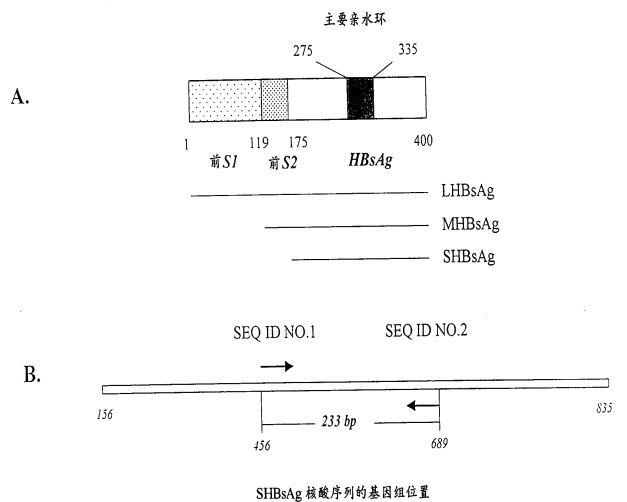 主要亲水环
275 335
A.
1 119 175 400
前S1 前S2 HBsAg
LHBsAg
MHBsAg
SHBsAg
SEQ ID NO.1 SEQ ID NO.2
B.
156 233 bp 835
456 689
SHBsAg 核酸序列的基因组位置